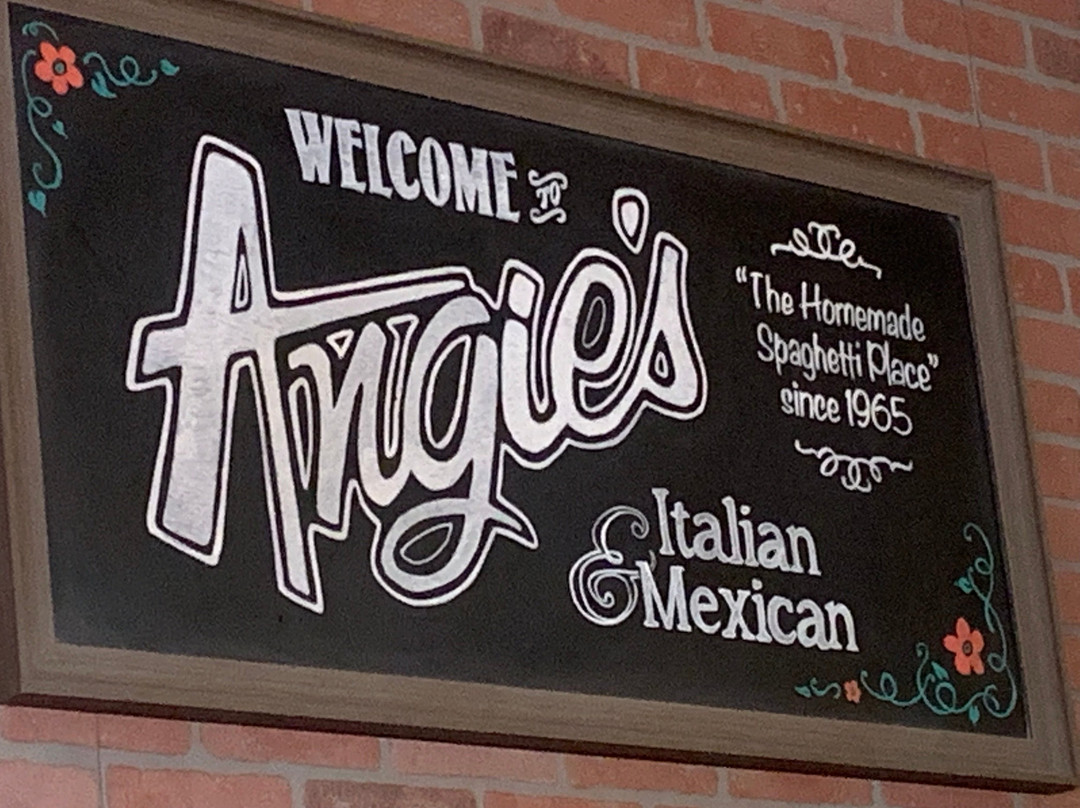 WELCOME TO
Angie's
"The Homemade
Spaghetti Place"
since 1965
Italian
& Mexican